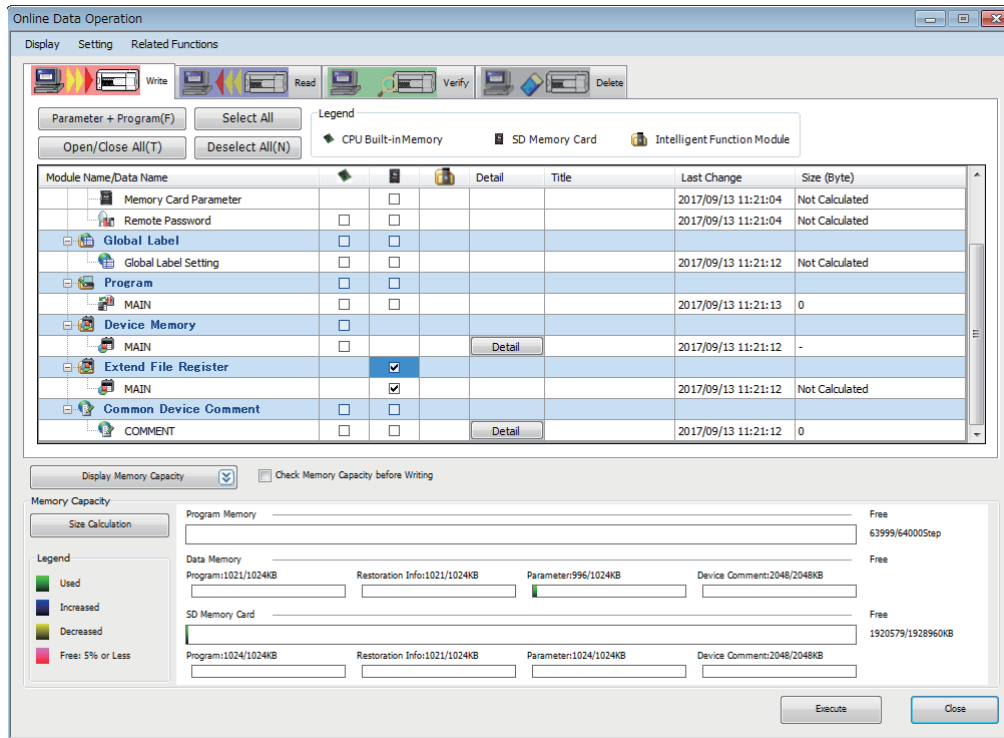 Online Data Operation
Display Setting Related Functions
Write Read Verify Delete
Parameter + Program(F) Select All
Open/Close All(T) Deselect All(N)
Legend
CPU Built-inMemory SD Memory Card Intelligent Function Module
Module Name/Data Name Detail Title Last Change Size (Byte)
Memory Card Parameter 2017/09/13 11:21:04 Not Calculated
Remote Password 2017/09/13 11:21:04 Not Calculated
Global Label
Global Label Setting 2017/09/13 11:21:12 Not Calculated
Program
MAIN 2017/09/13 11:21:13 0
Device Memory
MAIN Detail 2017/09/13 11:21:12 -
Extend File Register
MAIN 2017/09/13 11:21:12 Not Calculated
Common Device Comment
COMMENT Detail 2017/09/13 11:21:12 0
Display Memory Capacity Check Memory Capacity before Writing
Memory Capacity
Size Calculation
Legend
Used
Increased
Decreased
Free: 5% or Less
Program Memory Free
63999/64000Step
Data Memory Free
Program:1021/1024KB Restoration Info:1021/1024KB Parameter:996/1024KB Device Comment:2048/2048KB
SD Memory Card Free
1920579/1928960KB
Program:1024/1024KB Restoration Info:1021/1024KB Parameter:1024/1024KB Device Comment:2048/2048KB
Execute Close